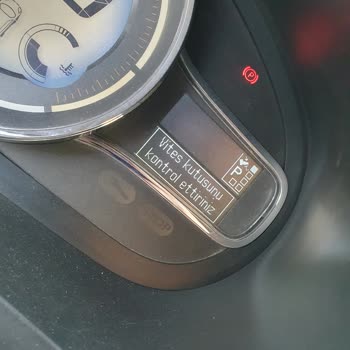 Vites kutusunu
kontrol ettiriniz
P